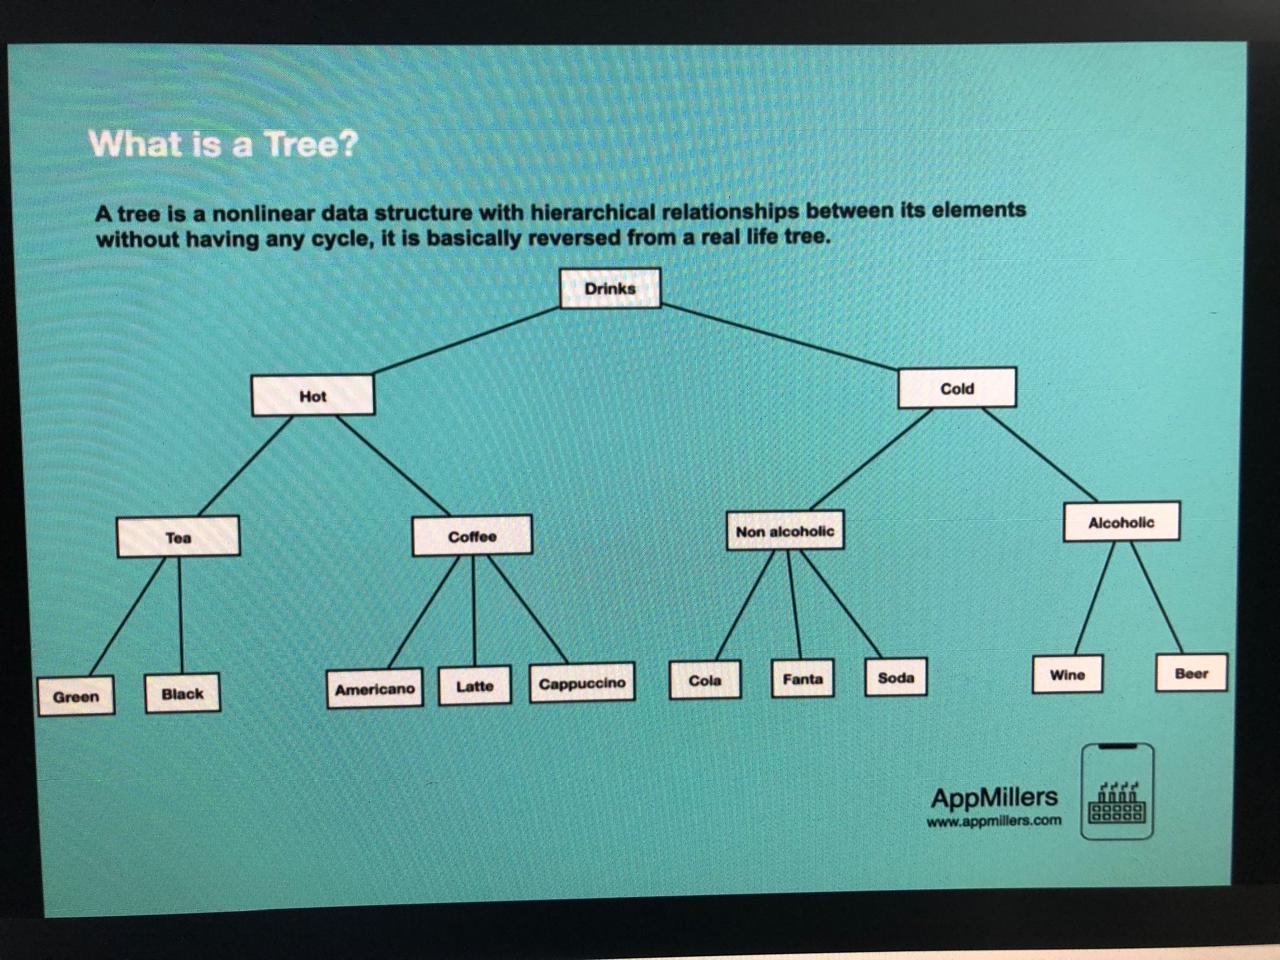 What is a Tree?
A tree is a nonlinear data structure with hierarchical relationships between its elements
without having any cycle, it is basically reversed from a real life tree.
Drinks
Hot
Cold
Tea
Coffee
Non alcoholic
Alcoholic
Green
Black
Americano
Latte
Cappuccino
Cola
Fanta
Soda
Wine
Beer
AppMillers
www.appmillers.com